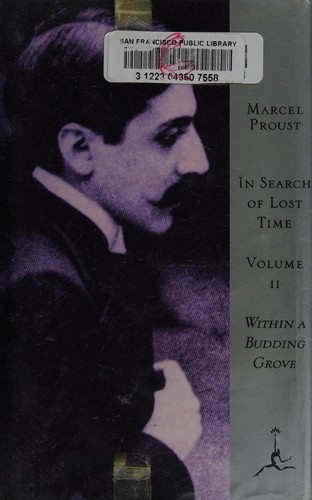 SAN FRANCISCO PUBLIC LIBRARY
3 1223 04350 7558
MARCEL
PROUST
IN SEARCH
OF LOST
TIME
VOLUME
II
WITHIN A
BUDDING
GROVE